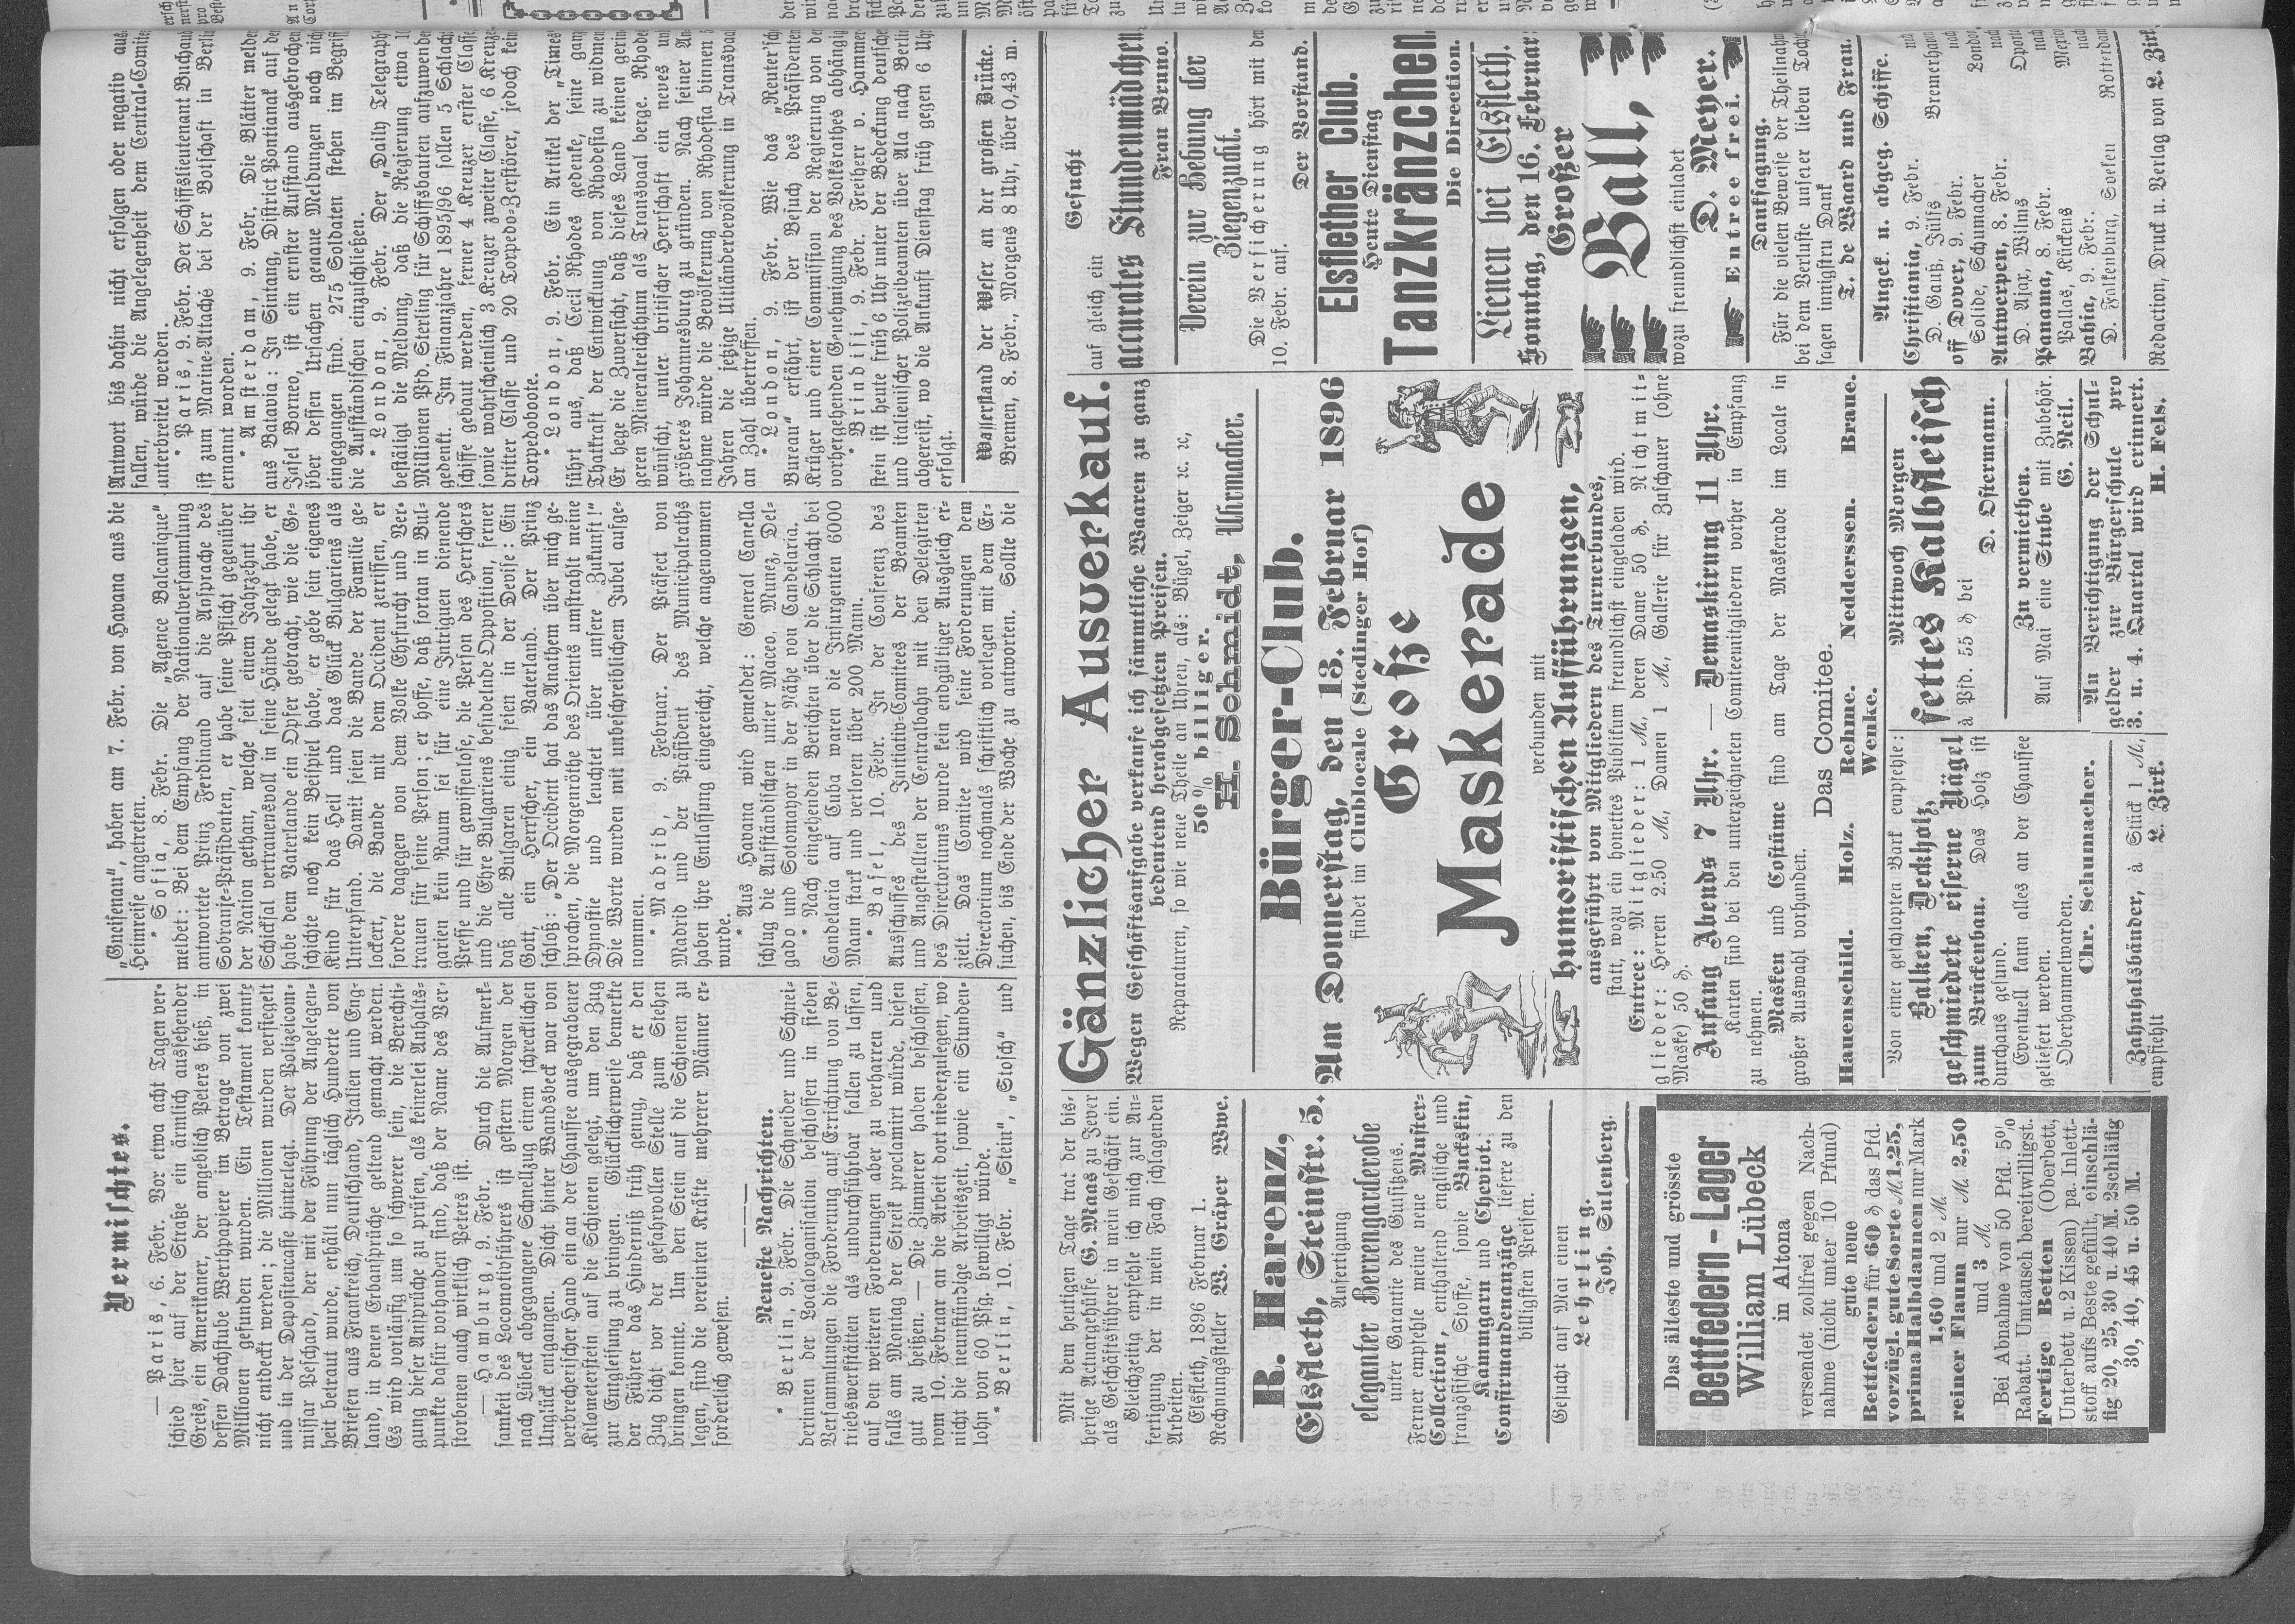 Vermischtes.
— Paris, 6. Febr. Vor etwa acht Tagen ver-
schied hier auf der Straße ein ärmlich aussehender
Greis, ein Amerikaner, der angeblich Peters hieß, in
dessen Dachstube Werthpapiere im Betrage von zwei
Millionen gefunden wurden. Ein Testament konnte
nicht entdeckt werden; die Millionen wurden versiegelt
und in der Depositencasse hinterlegt. Der Polizeicom-
missar Peschard, der mit der Führung der Angelegen-
heit betraut wurde, erhält nun täglich Hunderte von
Briefen aus Frankreich, Deutschland, Italien und Eng-
land, in denen Erbansprüche geltend gemacht werden.
Es wird vorläufig um so schwerer sein, die Berechti-
gung dieser Ansprüche zu prüfen, als keinerlei Anhalts-
punkte dafür vorhanden sind, daß der Name des Ver-
storbenen auch wirklich Peters ist.
— Hamburg, 9. Febr. Durch die Aufmerk-
samkeit des Locomotivführers ist gestern Morgen der
nach Lübeck abgegangene Schnellzug einem schrecklichen
Unglück entgangen. Dicht hinter Wandsbeck war von
verbrecherischer Hand ein an der Chaussee ausgegrabener
Kilometerstein auf die Schienen gelegt, um den Zug
zur Entgleisung zu bringen. Glücklicherweise bemerkte
der Führer das Hinderniß früh genug, daß er den
Zug dicht vor der gefahrvollen Stelle zum Stehen
bringen konnte. Um den Stein auf die Schienen zu
legen, sind die vereinten Kräfte mehrerer Männer er-
forderlich gewesen.
Neueste Nachrichten.
* Berlin, 9. Febr. Die Schneider und Schnei-
derinnen der Localorganisation beschlossen in sieben
Versammlungen die Forderung auf Errichtung von Be-
triebswerkstätten als undurchführbar fallen zu lassen,
auf den weiteren Forderungen aber zu verharren und
falls am Montag der Streik proclamirt würde, diesen
gut zu heißen. — Die Zimmerer haben beschlossen,
vom 10. Februar an die Arbeit dort niederzulegen, wo
nicht die neunstündige Arbeitszeit, sowie ein Stunden-
lohn von 60 Pfg. bewilligt würde.
* Berlin, 10. Febr. „Stein“, „Stosch“ und
„Gneisenau“, haben am 7. Febr. von Havana aus die
Heimreise angetreten.
* Sofia, 8. Febr. Die „Agence Balcanique“
meldet: Bei dem Empfang der Nationalversammlung
antwortete Prinz Ferdinand auf die Ansprache des
Sobranje-Präsidenten, er habe seine Pflicht gegenüber
der Nation gethan, welche seit einem Jahrzehnt ihr
Schicksal vertrauensvoll in seine Hände gelegt habe, er
habe dem Vaterlande ein Opfer gebracht, wie die Ge-
schichte noch kein Beispiel habe, er gebe sein eigenes
Kind für das Heil und das Glück Bulgariens als
Unterpfand. Damit seien die Bande der Familie ge-
lockert, die Bande mit dem Occident zerrissen, er
fordere dagegen von dem Volke Ehrfurcht und Ver-
trauen für seine Person; er hoffe, daß fortan in Bul-
garien kein Raum sei für eine Intriguen dienende
Presse und für gewissenlose, die Person des Herrschers
und die Ehre Bulgariens besudelnde Opposition, ferner
daß alle Bulgaren einig seien in der Devise: Ein
Gott, ein Herrscher, ein Vaterland. Der Prinz
schloß: „Der Occident hat das Anathem über mich ge-
sprochen, die Morgenröthe des Orients umstrahlt meine
Dynastie und leuchtet über unsere Zukunft!“
Die Worte wurden mit unbeschreiblichem Jubel aufge-
nommen.
* Madrid, 9. Februar. Der Präfect von
Madrid und der Präsident des Municipalraths
haben ihre Entlassung eingereicht, welche angenommen
wurde.
* Aus Havana wird gemeldet: General Canella
schlug die Aufständischen unter Maceo, Munez, Del-
gado und Sotomayor in der Nähe von Candelaria.
* Nach eingehenden Berichten über die Schlacht bei
Candelaria auf Cuba waren die Insurgenten 6000
Mann stark und verloren über 200 Mann.
* Basel, 10. Febr. In der Conferenz des
Ausschusses des Initiativ-Comitees der Beamten
und Angestellten der Centralbahn mit den Delegirten
des Directoriums wurde kein endgültiger Ausgleich er-
zielt. Das Comitee wird seine Forderungen dem
Directorium nochmals schriftlich vorlegen mit dem Er-
suchen, bis Ende der Woche zu antworten. Sollte die
Antwort bis dahin nicht erfolgen oder negativ aus
fallen, würde die Angelegenheit dem Central-Comite
unterbreitet werden.
* Paris, 9. Febr. Der Schiffslieutenant Buchau
ist zum Marine-Attaché bei der Botschaft in Berlin
ernannt worden.
* Amsterdam, 9. Febr. Die Blätter melden
aus Batavia: In Sintang, District Pontianak auf der
Insel Borneo, ist ein ernster Aufstand ausgebrochen
über dessen Ursachen genaue Meldungen noch nich
eingegangen sind. 275 Soldaten stehen im Begriff
die Aufständischen einzuschließen.
* London, 9. Febr. Der „Daily Telegraph
bestätigt die Meldung, daß die Regierung etwa 1
Millionen Pfd. Sterling für Schiffsbauten aufzuwenden
gedenkt. Im Finanzjahre 1895/96 sollen 5 Schlacht
schiffe gebaut werden, ferner 4 Kreuzer erster Classe
sowie wahrscheinlich 3 Kreuzer zweiter Classe, 6 Kreuze
dritter Classe und 20 Torpedo-Zerstörer, jedoch kein
Torpedoboote.
* London, 9. Febr. Ein Artikel der „Times
führt aus, daß Cecil Rhodes gedenke, seine gan
Thatkraft der Entwicklung von Rhodesia zu widmen
Er hege die Zuversicht, daß dieses Land keinen gerin
geren Mineralreichthum als Transvaal berge. Rhodes
wünscht, unter britischer Herrschaft ein neues un
größeres Johannesburg zu gründen. Nach seiner An
nahme würde die Bevölkerung von Rhodesia binnen
Jahren die jetzige Uitländerbevölkerung in Transvaa
an Zahl übertreffen.
* London, 9. Febr. Wie das „Reuter'sch
Bureau“ erfährt, ist der Besuch des Präsidenten
Krüger und einer Commission der Regierung von de
vorhergehenden Genehmigung des Volksrathes abhängig
* Brindisi, 9. Febr. Freiherr v. Hammer
stein ist heute früh 6 Uhr unter der Bedeckung deutsche
und italienischer Polizeibeamten über Ala nach Berlin
abgereist, wo die Ankunft Dienstag früh gegen 6 Uh
erfolgt.
Wasserstand der Weser an der großen Brücke.
Bremen, 8. Febr., Morgens 8 Uhr, über 0,43 m.
Mit dem heutigen Tage trat der bis-
herige Actuargehülfe G. Maas zu Jever
als Geschäftsführer in mein Geschäft ein.
Gleichzeitig empfehle ich mich zur An-
fertigung der in mein Fach schlagenden
Arbeiten.
Elsfleth, 1896 Februar 1.
Rechnungssteller W. Gräper Wwe.
R. Harenz,
Elsfleth, Steinstr. 5.
Anfertigung
eleganter Herrengarderobe
unter Garantie des Gutsitzens.
Ferner empfehle meine neue Muster-
Collection, enthaltend englische und
französische Stoffe, sowie Buckskin,
Kammgarn und Cheviot.
Confirmandenanzüge liefere zu den
billigsten Preisen.
Gesucht auf Mai einen
Lehrling.
Joh. Sulenberg.
Das älteste und grösste
Bettfedern-Lager
William Lübeck
in Altona
versendet zollfrei gegen Nach-
nahme (nicht unter 10 Pfund)
gute neue
Bettfedern für 60 ₰ das Pfd.
vorzügl. gute Sorte M. 1,25,
prima Halbdaunen nur Mark
1,60 und 2 M.
reiner Flaum nur M. 2,50
und 3 M.
Bei Abnahme von 50 Pfd. 5%
Rabatt. Umtausch bereitwilligst.
Fertige Betten (Oberbett,
Unterbett u. 2 Kissen) pa. Inlett-
stoff aufs Beste gefüllt, einschlä-
fig 20, 25, 30 u. 40 M. 2schläfig
30, 40, 45 u. 50 M.
Gänzlicher Ausverkauf.
Wegen Geschäftsaufgabe verkaufe ich sämmtliche Waaren zu ganz
bedeutend herabgesetzten Preisen.
Reparaturen, so wie neue Theile an Uhren, als: Bügel, Zeiger ꝛc. ꝛc.,
50% billiger.
H. Schmidt, Uhrmacher.
Bürger-Club.
Am Donnerstag, den 13. Februar 1896
findet im Clublocale (Stedinger Hof)
Große
Maskerade
verbunden mit
humoristischen Aufführungen,
ausgeführt von Mitgliedern des Turnerbundes,
statt, wozu ein honettes Publikum freundlichst eingeladen wird.
Entree: Mitglieder: 1 M., deren Dame 50 ₰. Nichtmit-
glieder: Herren 2.50 M., Damen 1 M., Gallerie für Zuschauer (ohne
Maske) 50 ₰.
Anfang Abends 7 Uhr. — Demaskirung 11 Uhr.
Karten sind bei den unterzeichneten Comiteemitgliedern vorher in Empfang
zu nehmen.
Masken und Costüme sind am Tage der Maskerade im Locale in
großer Auswahl vorhanden.
Das Comitee.
Hauenschild. Holz. Rehme. Nedderssen. Braue.
Wenke.
Von einer geschlopten Bark empfehle:
Balken, Deckholz,
geschmiedete eiserne Nägel
zum Brückenbau. Das Holz ist
durchaus gesund.
Eventuell kann alles an der Chaussee
geliefert werden.
Oberhammelwarden.
Chr. Schumacher.
Zahnhalsbänder, à Stück 1 M.,
empfiehlt
L. Zirk.
Mittwoch Morgen
fettes Kalbfleisch
à Pfd. 55 ₰ bei
D. Ostermann.
Zu vermiethen.
Auf Mai eine Stube mit Zubehör.
G. Neil.
An Berichtigung der Schul-
gelder zur Bürgerschule pro
3. u. 4. Quartal wird erinnert.
H. Fels.
Gesucht
auf gleich ein
accurates Stundenmädchen
Frau Bruno.
Verein zur Hebung der
Ziegenzucht.
Die Versicherung hört mit dem
10. Febr. auf.
Der Vorstand.
Elsflether Club.
Heute Dienstag
Tanzkränzchen.
Die Direction.
Lienen bei Elsfleth.
Sonntag, den 16. Februar
Großer
Ball,
wozu freundlichst einladet
D. Meyer.
Entree frei.
Danksagung.
Für die vielen Beweise der Theilnahm
bei dem Verluste unsrer lieben Tocht
sagen innigsten Dank
T. de Waard und Frau.
Angek. u. abgeg. Schiffe.
Christiania, 9. Febr. nach
D. Gauß, Jülfs Bremerhav
off Dover, 9. Febr. nach
Solide, Schumacher London
Antwerpen, 8. Febr. nach
D. Ajax, Wilms Oporto
Panama, 8. Febr. nach
Pallas, Rückens Mexic
Bahia, 9. Febr. nach
D. Falkenburg, Soeken Rotterdam
Redaction, Druck u. Verlag von L. Zirk